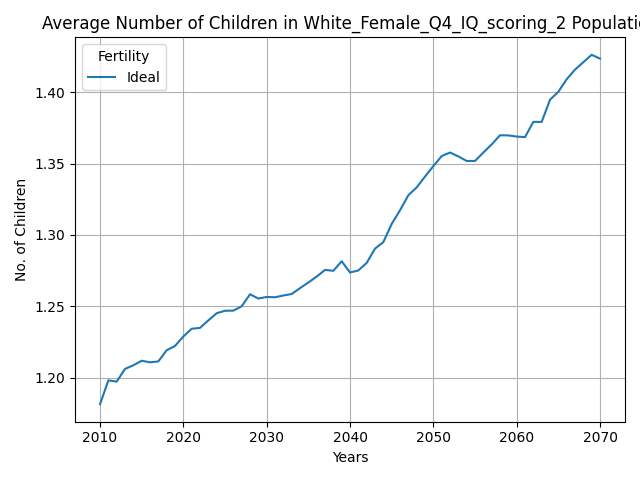 Average Number of Children in White_Female_Q4_IQ_scoring_2 Populatio
Fertility
Ideal
No. of Children
1.40
1.35
1.30
1.25
1.20
2010 2020 2030 2040 2050 2060 2070
Years